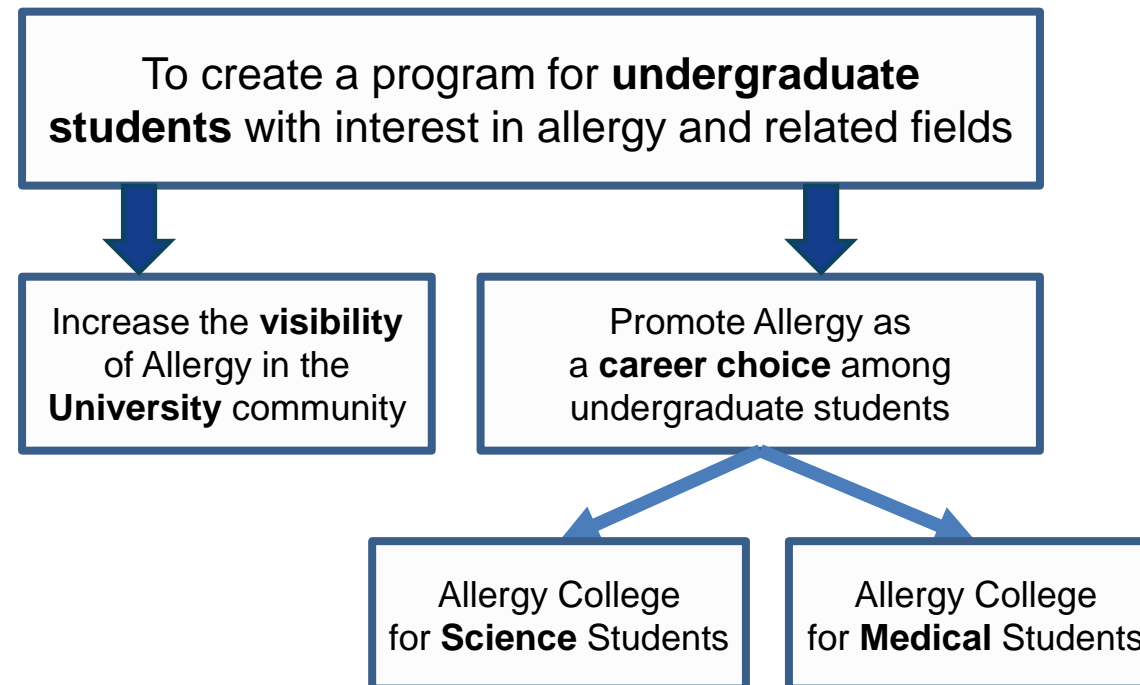 To create a program for undergraduate
students with interest in allergy and related fields
Increase the visibility
of Allergy in the
University community
Promote Allergy as
a career choice among
undergraduate students
Allergy College
for Science Students
Allergy College
for Medical Students